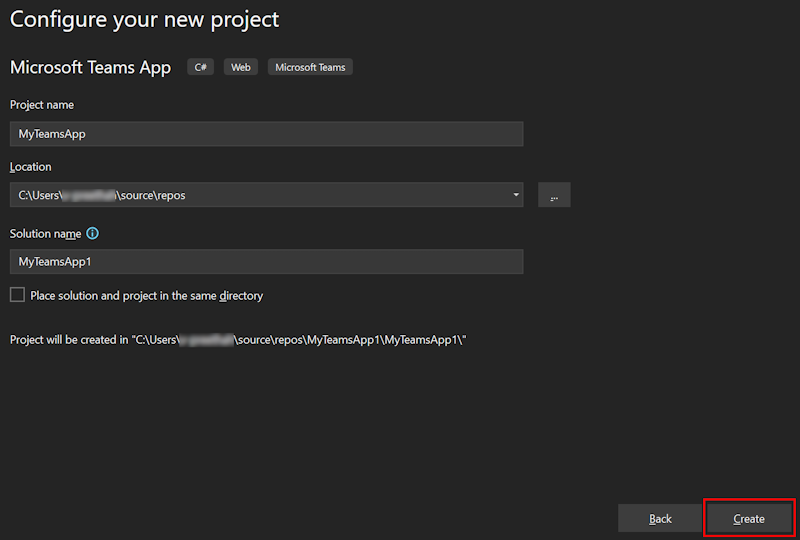 Configure your new project
Microsoft Teams App C# Web Microsoft Teams
Project name
MyTeamsApp
Location
C:\Users\ \source\repos ...
Solution name
MyTeamsApp1
Place solution and project in the same directory
Project will be created in "C:\Users\ \source\repos\MyTeamsApp1\MyTeamsApp1\"
Back Create